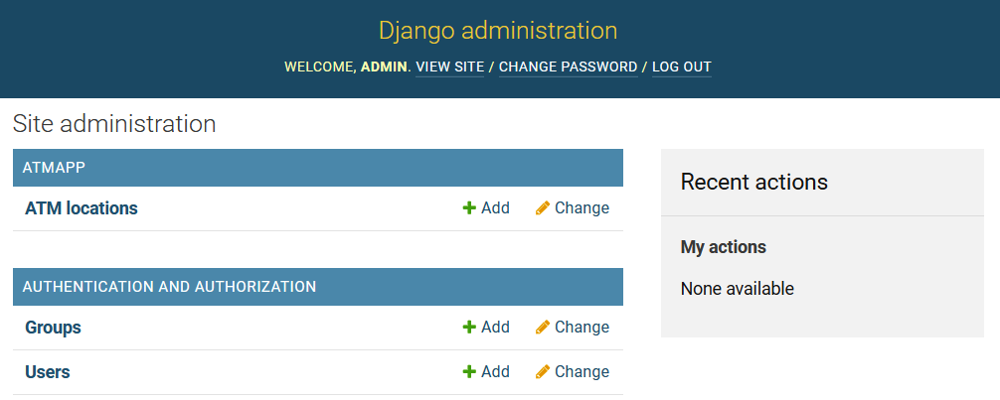 Django administration
WELCOME, ADMIN. VIEW SITE / CHANGE PASSWORD / LOG OUT
Site administration
ATMAPP
ATM locations Add Change
AUTHENTICATION AND AUTHORIZATION
Groups Add Change
Users Add Change
Recent actions
My actions
None available